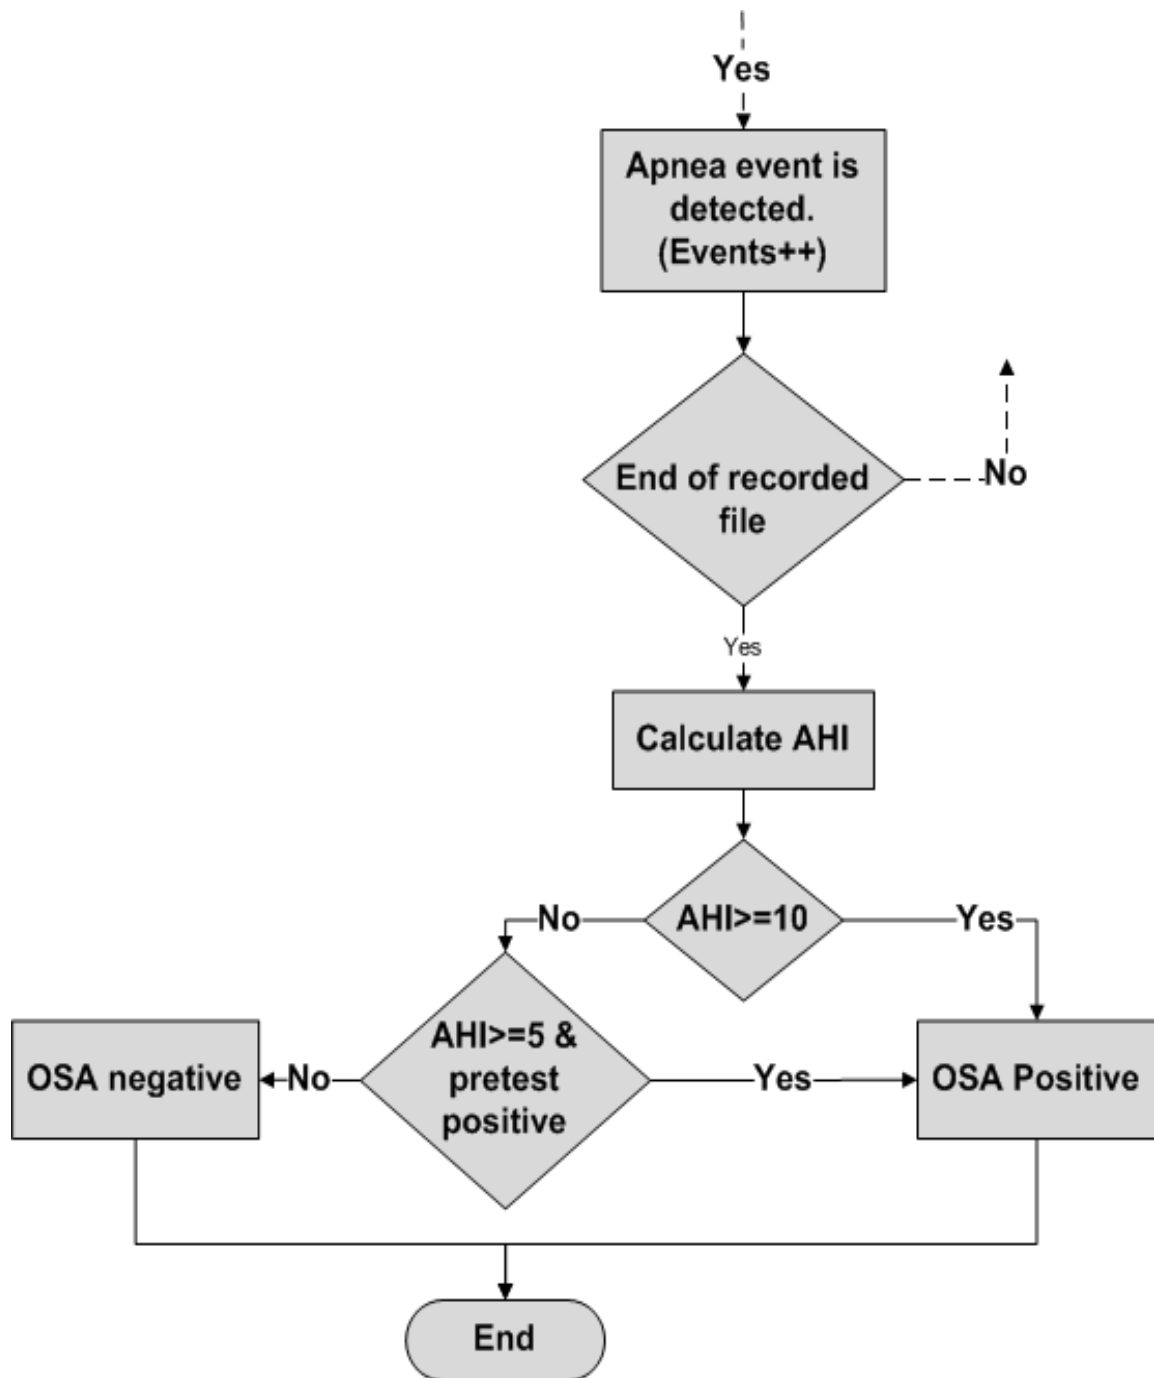 Yes
Apnea event is
detected.
(Events++)
End of recorded
file
No
Yes
Calculate AHI
AHI>=10
No
Yes
AHI>=5 &
pretest
positive
No
Yes
OSA negative
OSA Positive
End